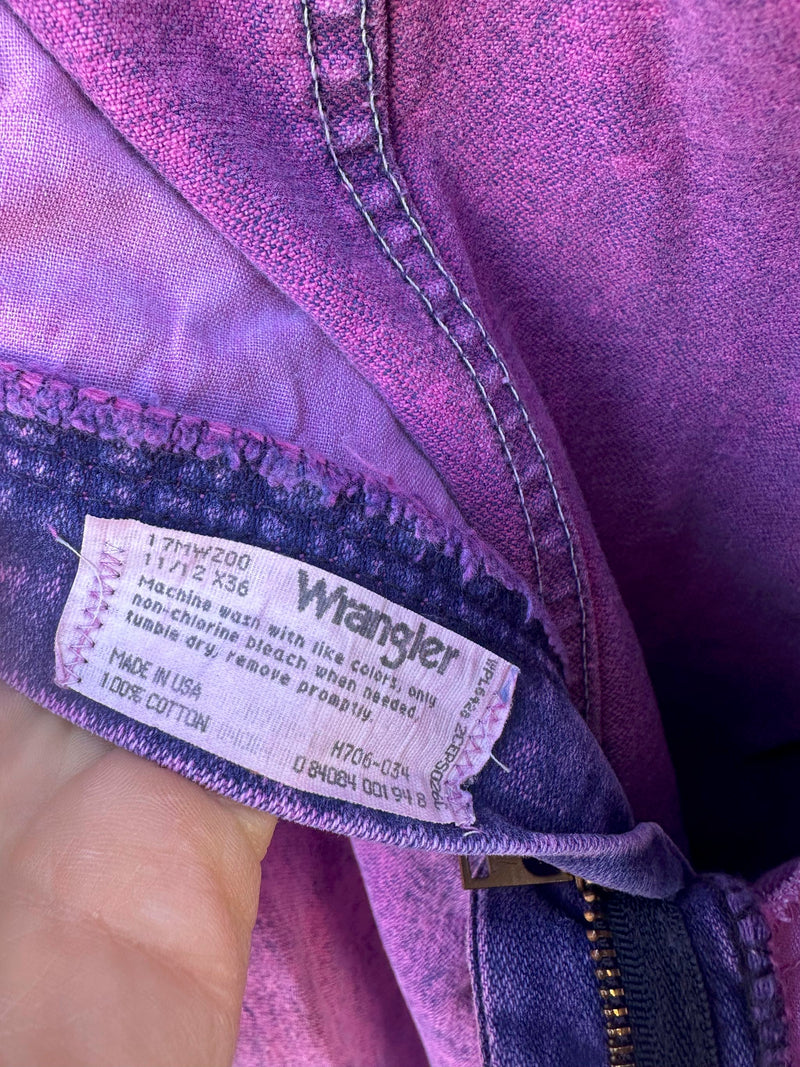 17MWZ00
11/12 X36
Wrangler
Machine wash with like colors, only
non-chlorine bleach when needed,
tumble dry, remove promptly.
MADE IN USA
100% COTTON
H706-034
0 84084 00194 8